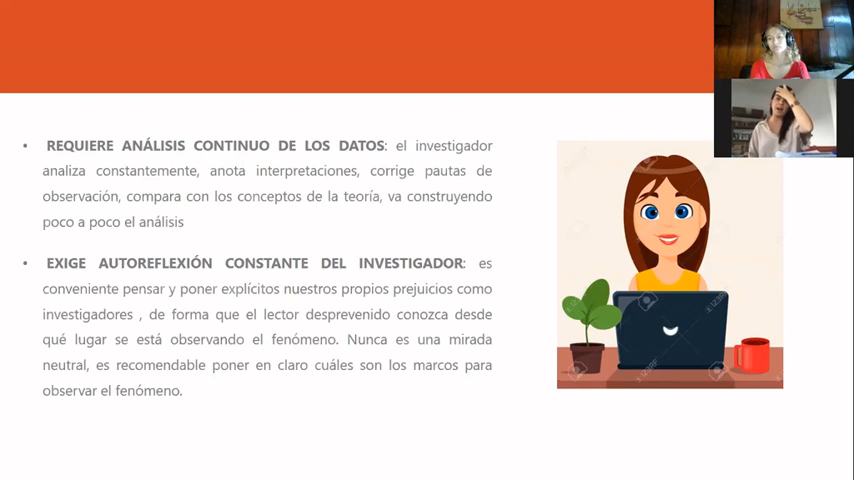 • REQUIERE ANÁLISIS CONTINUO DE LOS DATOS: el investigador
analiza constantemente, anota interpretaciones, corrige pautas de
observación, compara con los conceptos de la teoría, va construyendo
poco a poco el análisis
• EXIGE AUTOREFLEXIÓN CONSTANTE DEL INVESTIGADOR: es
conveniente pensar y poner explícitos nuestros propios prejuicios como
investigadores , de forma que el lector desprevenido conozca desde
qué lugar se está observando el fenómeno. Nunca es una mirada
neutral, es recomendable poner en claro cuáles son los marcos para
observar el fenómeno.